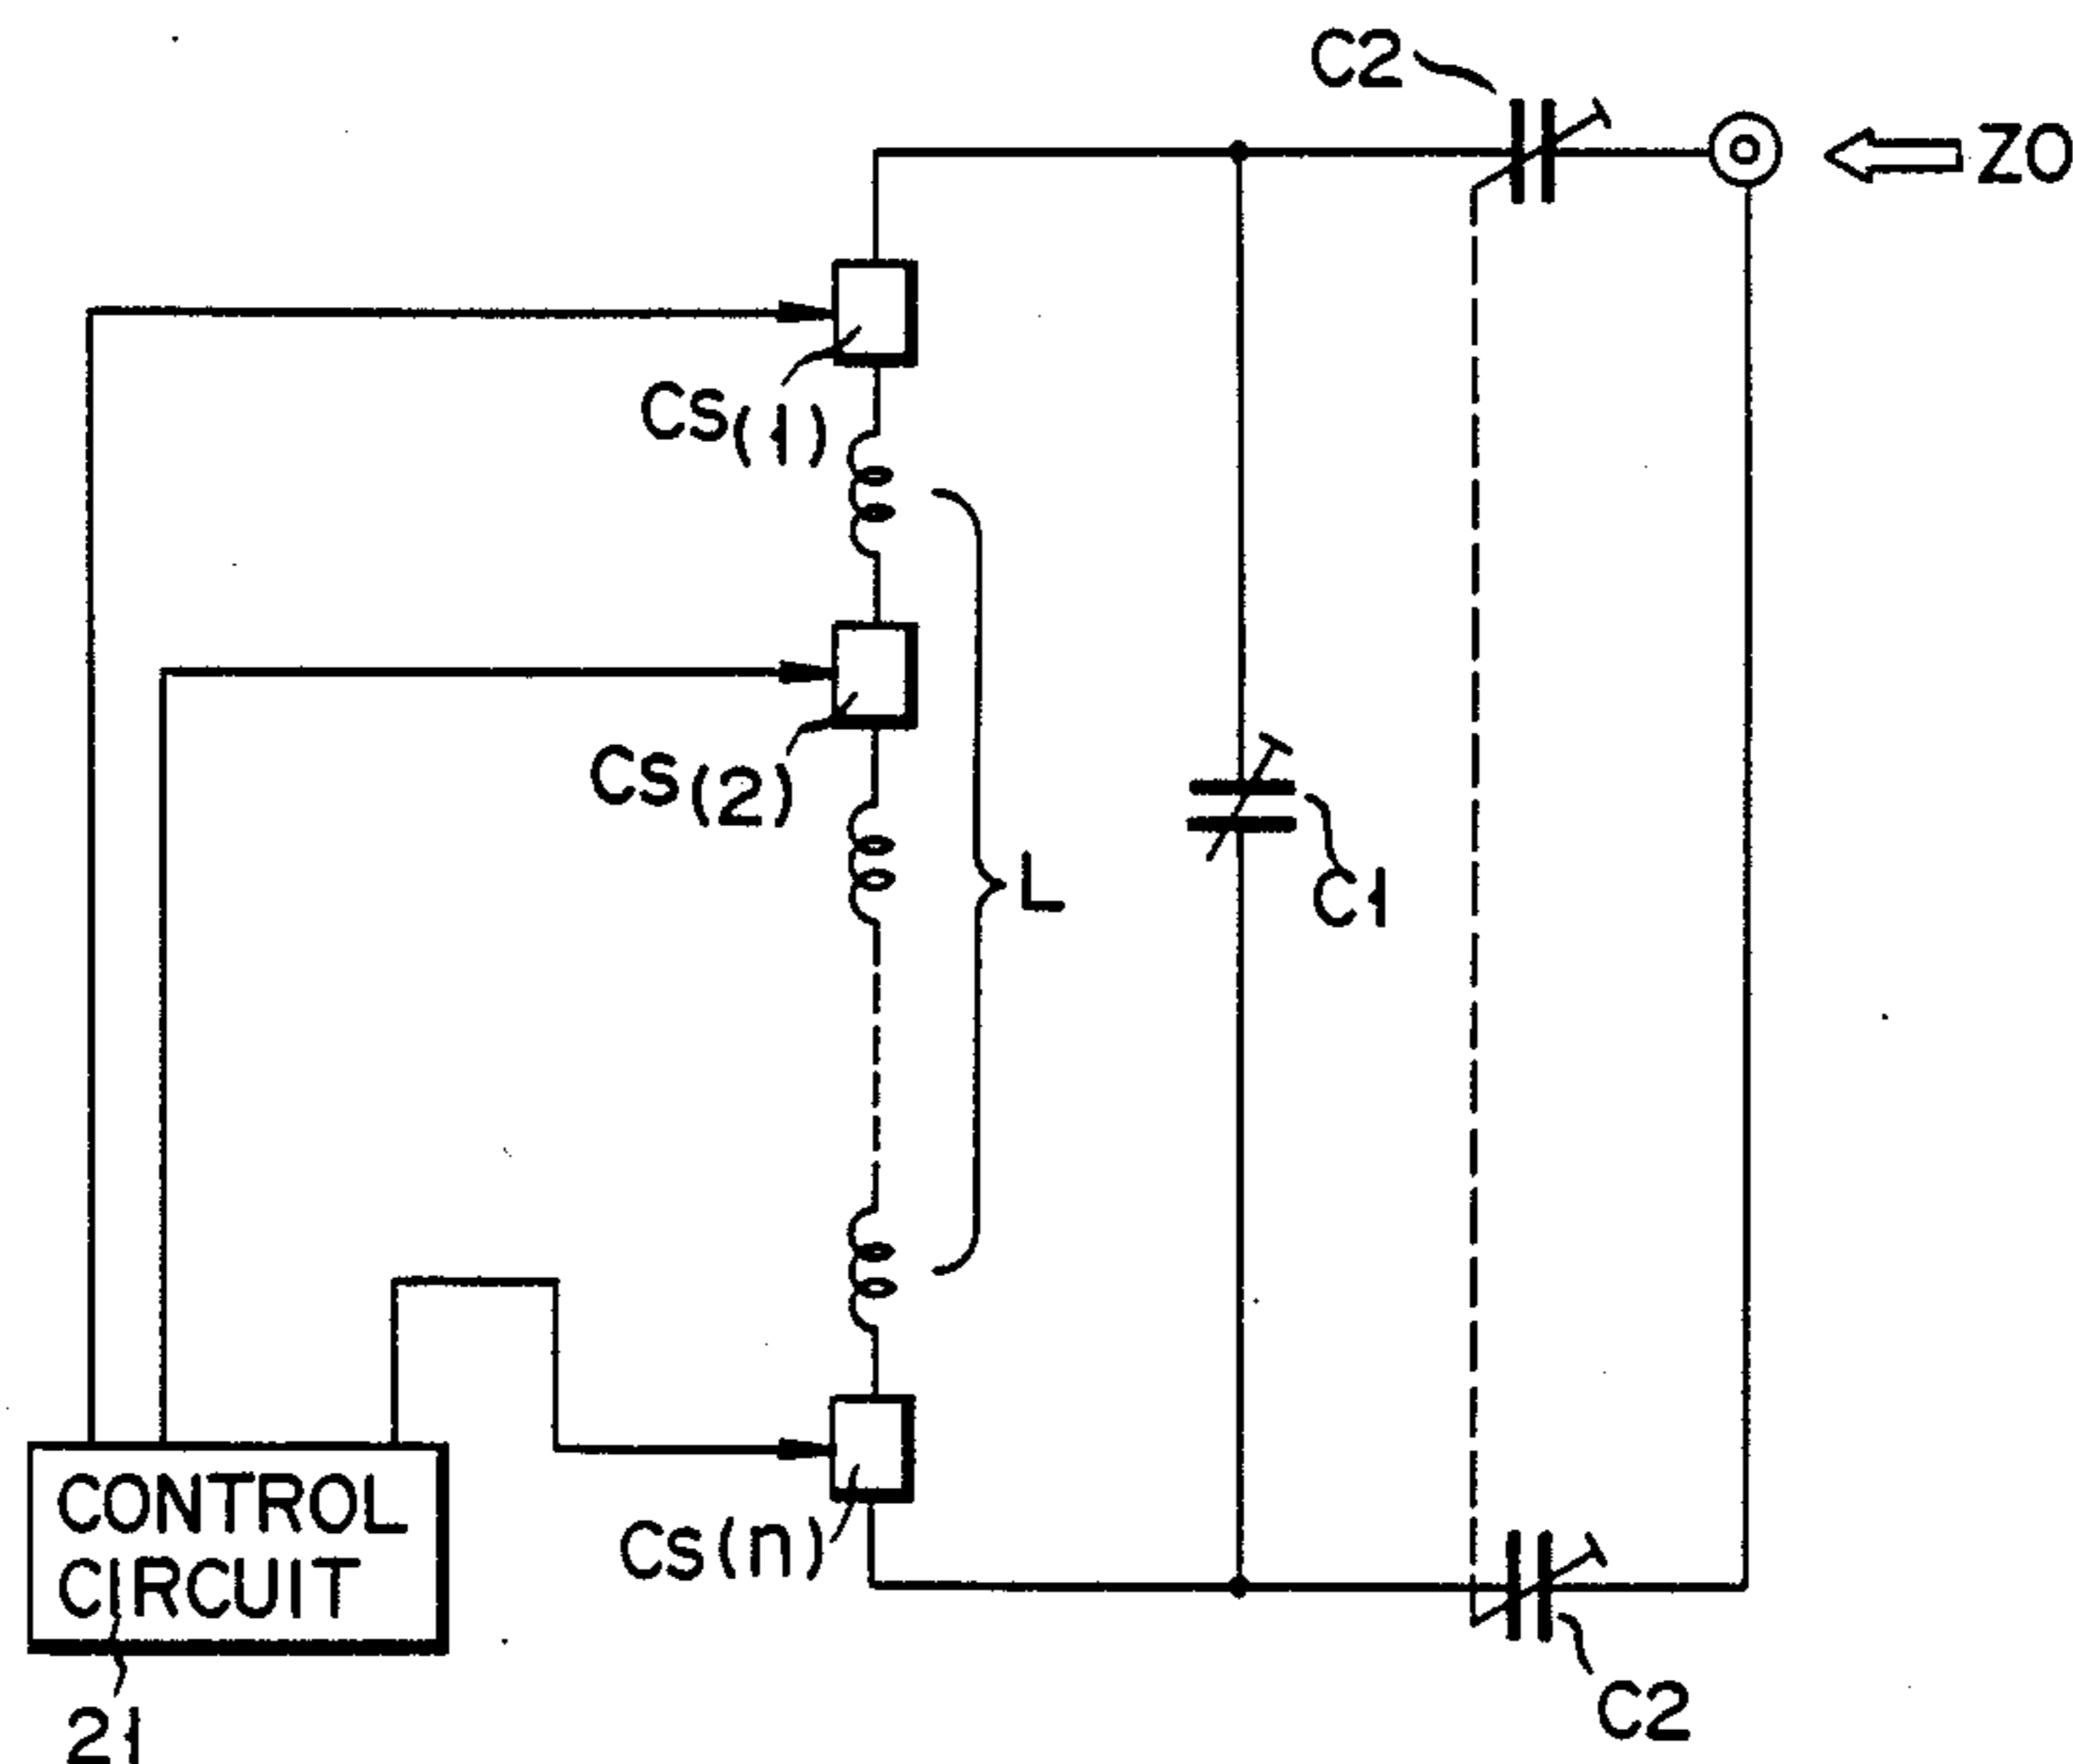 C2
ZO
CS(1)
CS(2)
L
C1
CS(n)
CONTROL
CIRCUIT
C2
21